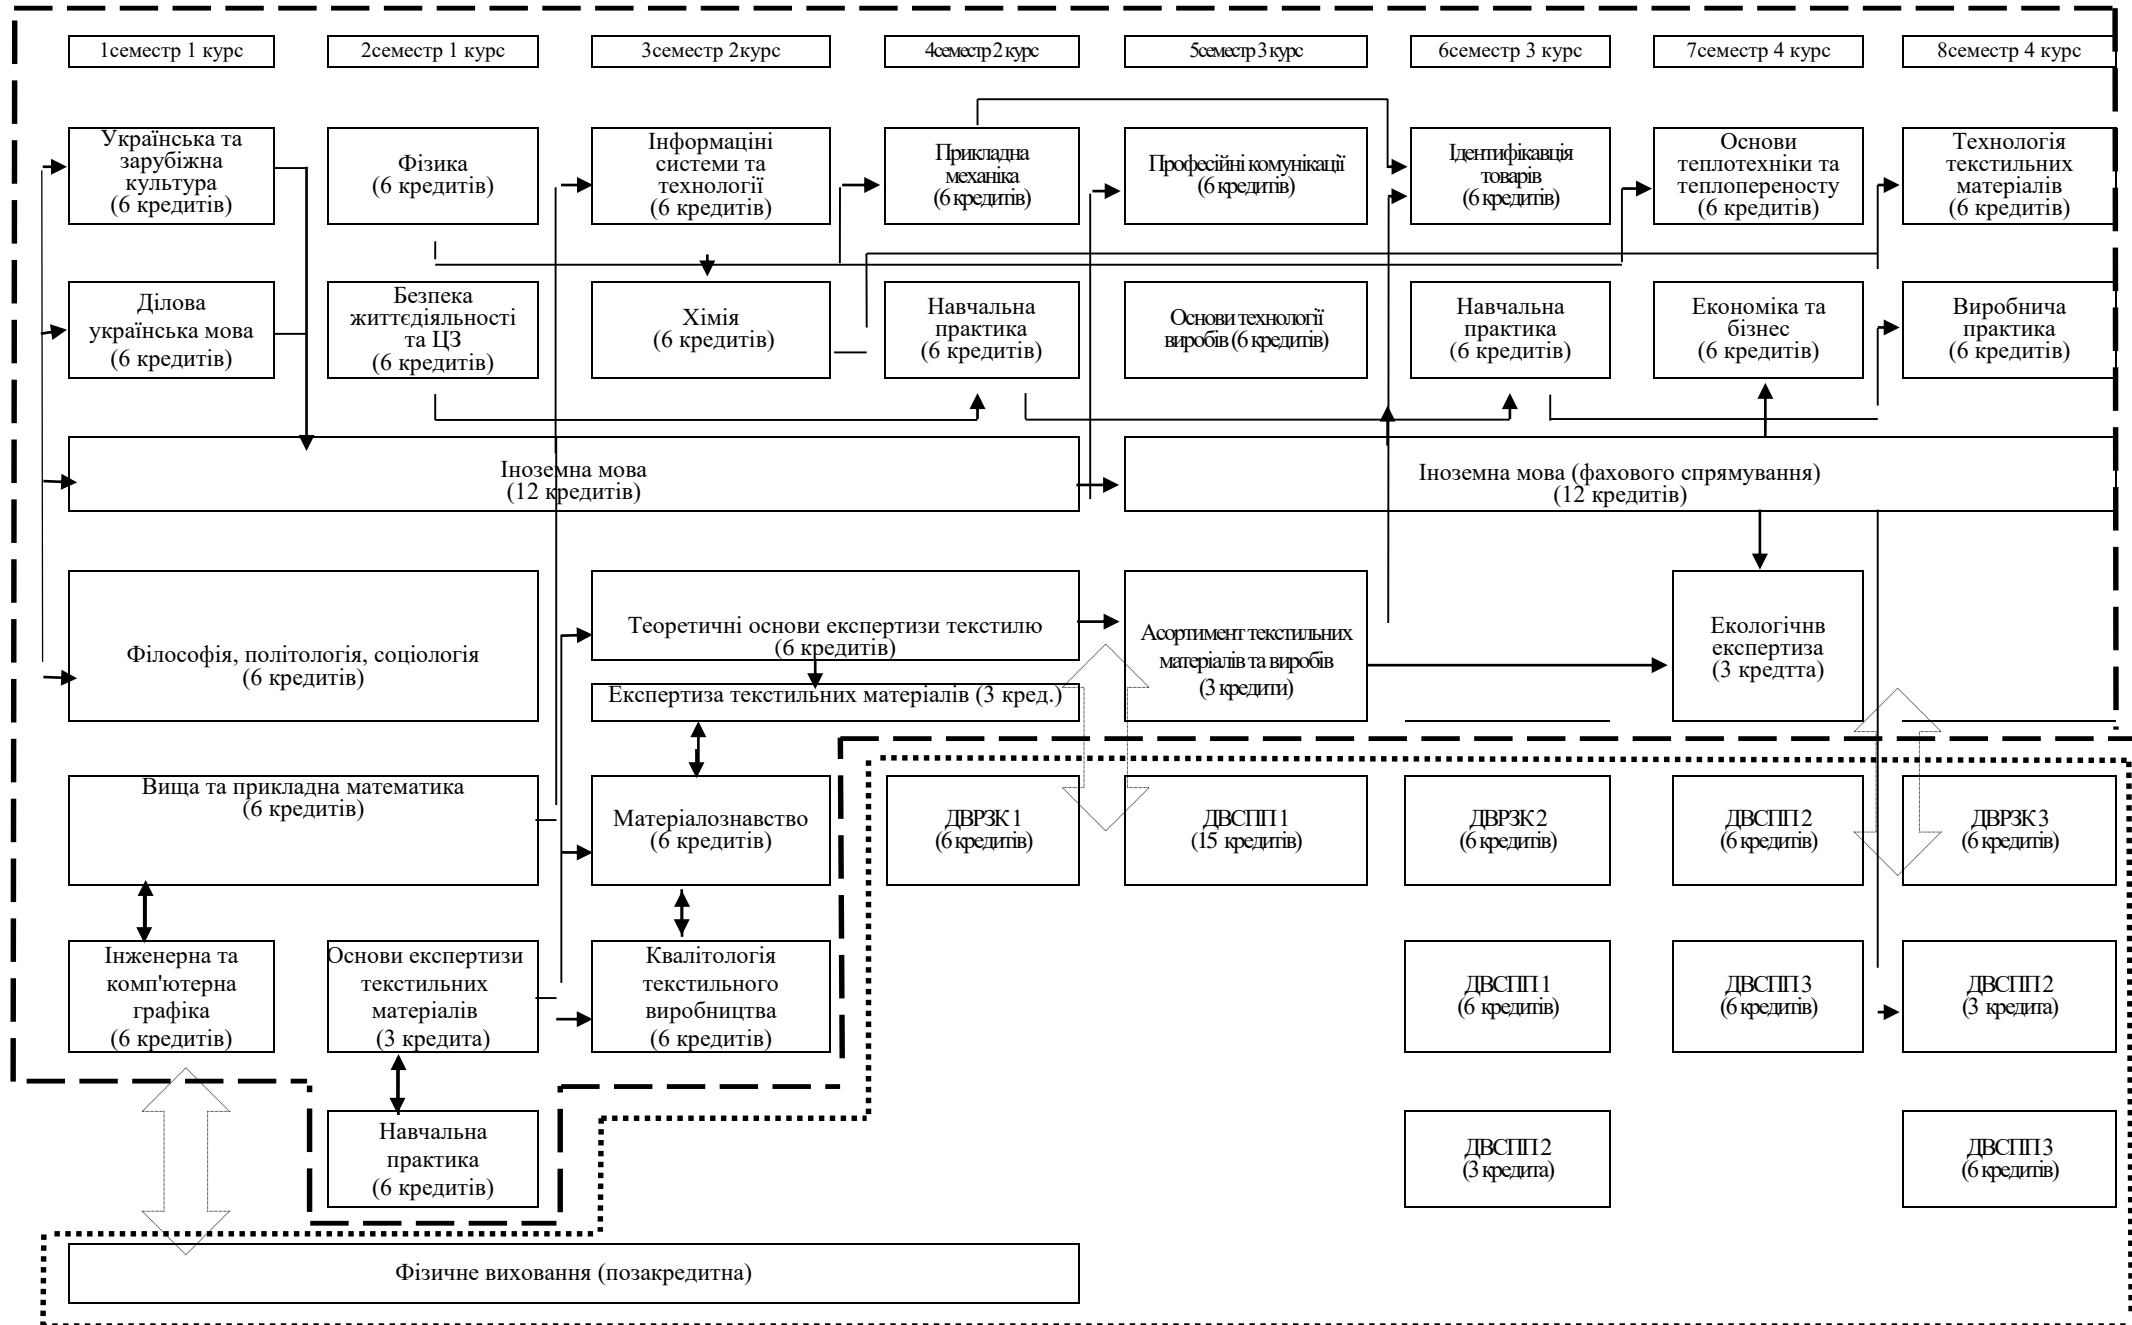 1семестр 1 курс
2семестр 1 курс
3семестр 2курс
4семестр2 курс
5семестр3 курс
6семестр 3 курс
7семестр 4 курс
8семестр 4 курс
Українська та
зарубіжна
культура
(6 кредитів)
Фізика
(6 кредитів)
Інформаціні
системи та
технології
(6 кредитів)
Прикладна
механіка
(6 кредитів)
Професійні комунікації
(6 кредитів)
Ідентифікавція
товарів
(6 кредитів)
Основи
теплотехніки та
теплопереносту
(6 кредитів)
Технологія
текстильних
матеріалів
(6 кредитів)
Ділова
українська мова
(6 кредитів)
Безпека
життєдіяльності
та ЦЗ
(6 кредитів)
Хімія
(6 кредитів)
Навчальна
практика
(6 кредитів)
Основи технології
виробів (6 кредитів)
Навчальна
практика
(6 кредитів)
Економіка та
бізнес
(6 кредитів)
Виробнича
практика
(6 кредитів)
Іноземна мова
(12 кредитів)
Іноземна мова (фахового спрямування)
(12 кредитів)
Філософія, політологія, соціологія
(6 кредитів)
Теоретичні основи експертизи текстилю
(6 кредитів)
Експертиза текстильних матеріалів (3 кред.)
Асортимент текстильних
матеріалів та виробів
(3 кредити)
Екологічнв
експертиза
(3 кредтта)
Вища та прикладна математика
(6 кредитів)
Матеріалознавство
(6 кредитів)
ДВРЗК 1
(6 кредитів)
ДВСПП 1
(15 кредитів)
ДВРЗК 2
(6 кредитів)
ДВСПП 2
(6 кредитів)
ДВРЗК 3
(6 кредитів)
Інженерна та
комп'ютерна
графіка
(6 кредитів)
Основи експертизи
текстильних
матеріалів
(3 кредита)
Квалітологія
текстильного
виробництва
(6 кредитів)
ДВСПП 1
(6 кредитів)
ДВСПП 3
(6 кредитів)
ДВСПП 2
(3 кредита)
Навчальна
практика
(6 кредитів)
ДВСПП 2
(3 кредита)
ДВСПП 3
(6 кредитів)
Фізичне виховання (позакредитна)